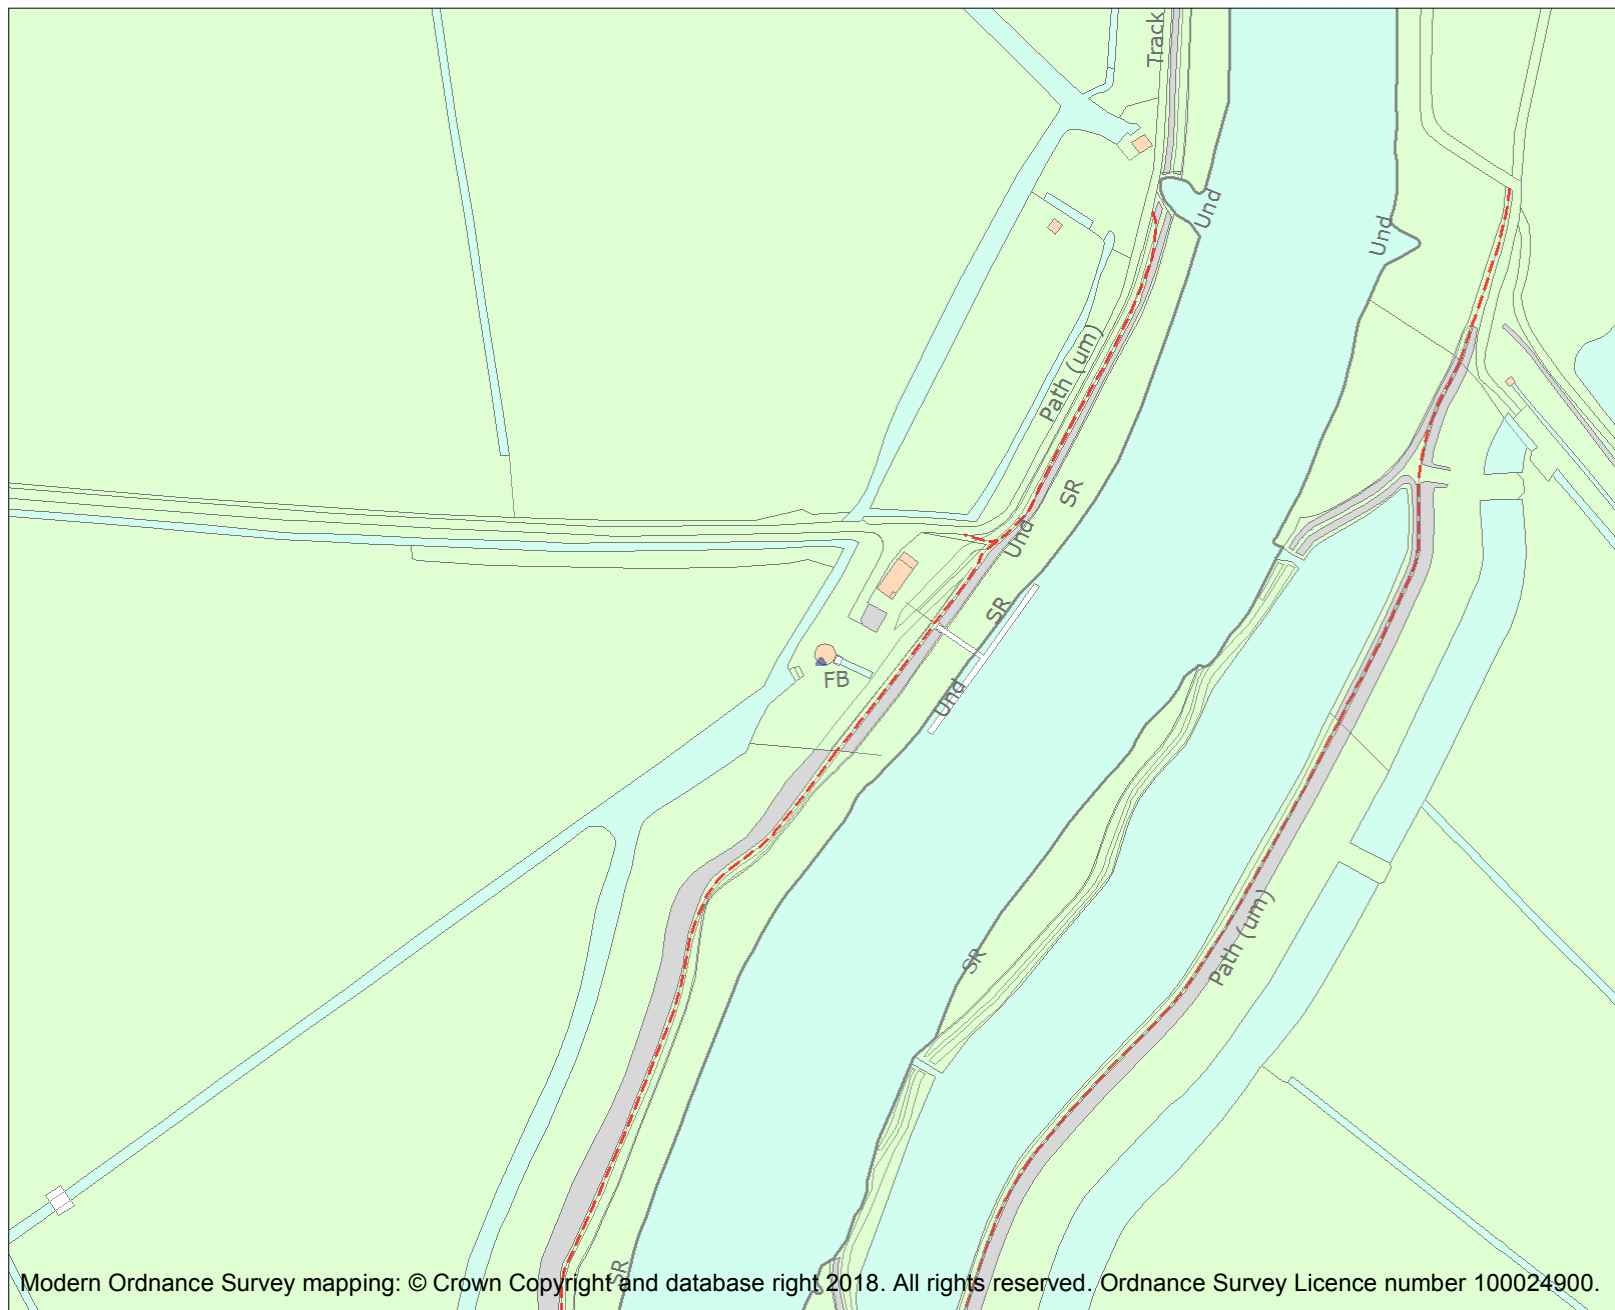 Track
Und
Und
Path (um)
SR
Und
SR
FB
Und
Path (um)
SR
SR
Modern Ordnance Survey mapping: © Crown Copyright and database right 2018. All rights reserved. Ordnance Survey Licence number 100024900.